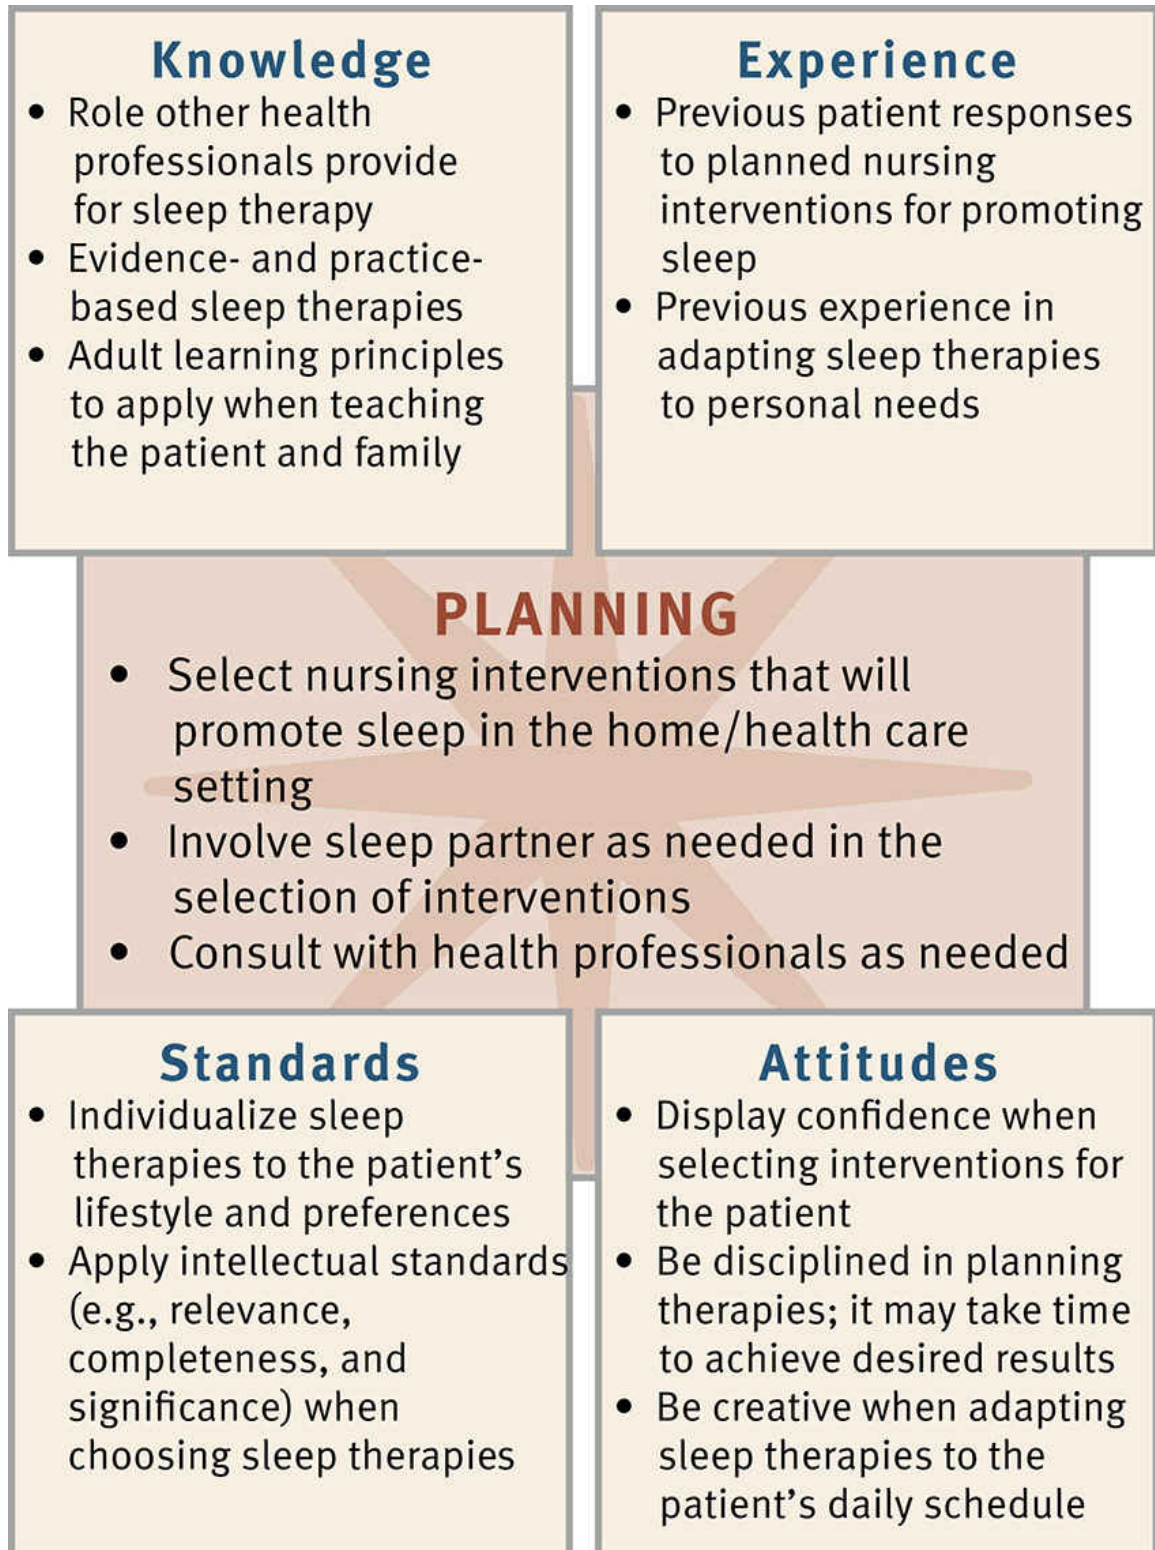 Knowledge
• Role other health
professionals provide
for sleep therapy
• Evidence- and practice-
based sleep therapies
• Adult learning principles
to apply when teaching
the patient and family
Experience
• Previous patient responses
to planned nursing
interventions for promoting
sleep
• Previous experience in
adapting sleep therapies
to personal needs
PLANNING
• Select nursing interventions that will
promote sleep in the home/health care
setting
• Involve sleep partner as needed in the
selection of interventions
• Consult with health professionals as needed
Standards
• Individualize sleep
therapies to the patient’s
lifestyle and preferences
• Apply intellectual standards
(e.g., relevance,
completeness, and
significance) when
choosing sleep therapies
Attitudes
• Display confidence when
selecting interventions for
the patient
• Be disciplined in planning
therapies; it may take time
to achieve desired results
• Be creative when adapting
sleep therapies to the
patient’s daily schedule